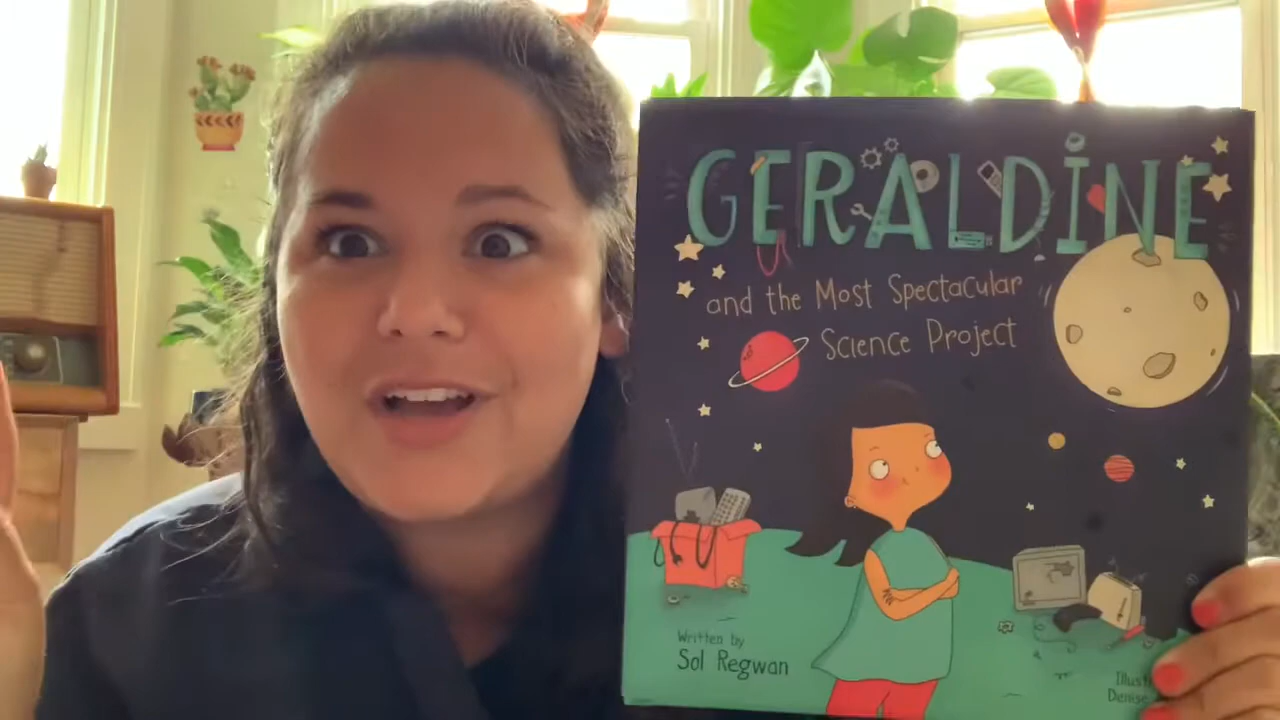 GERALDINE
and the Most Spectacular
Science Project
Written by
Sol Regwan